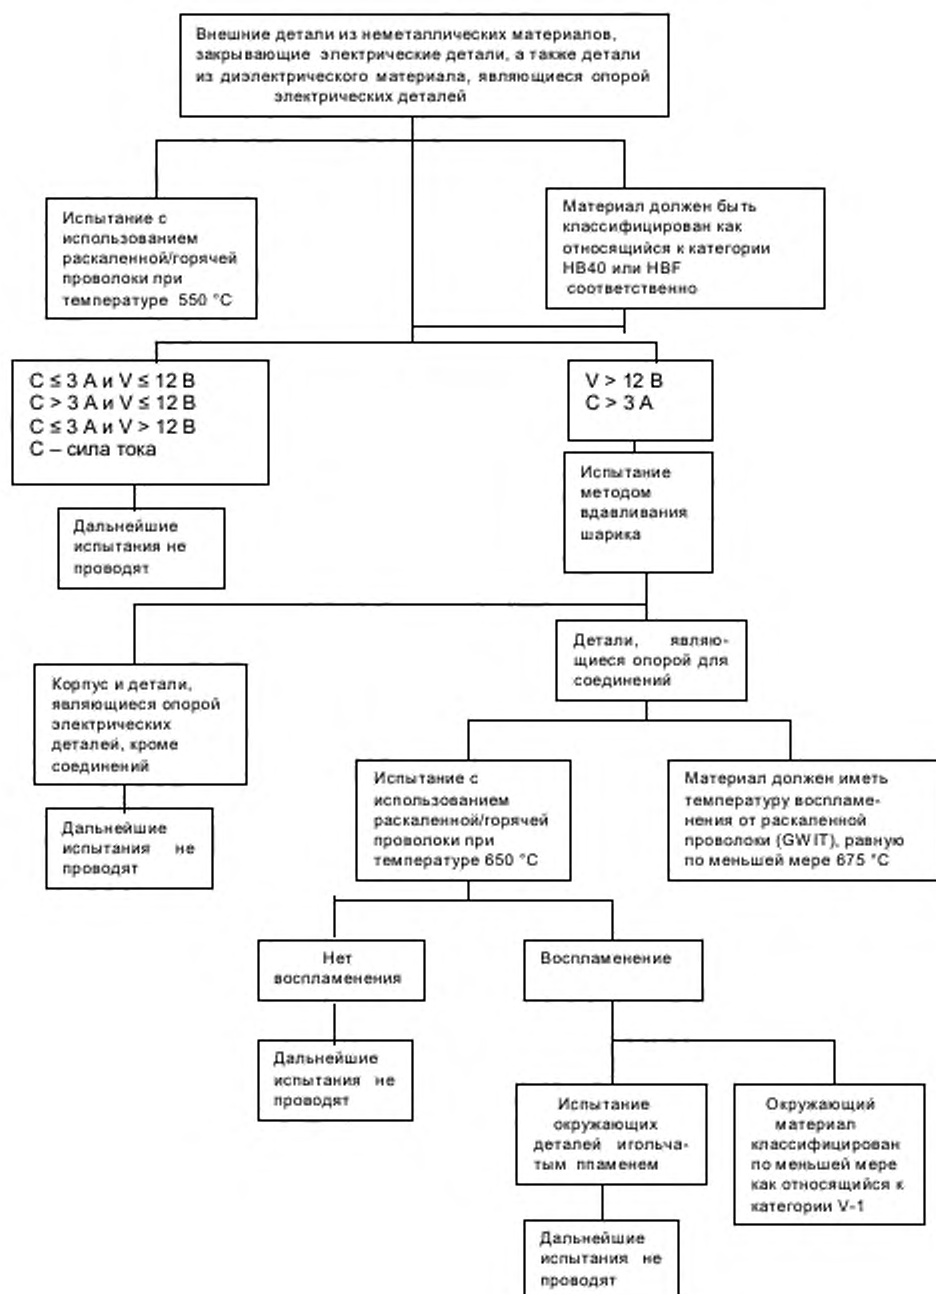 Внешние детали из неметаллических материалов,
закрывающие электрические детали, а также детали
из диэлектрического материала, являющиеся опорой
электрических деталей
Испытание с
использованием
раскаленной/горячей
проволоки при
температуре 550 °С
Материал должен быть
классифицирован как
относящийся к категории
НВ40 или HBF
соответственно
С ≤ 3 А и V ≤ 12 В
С > 3 А и V ≤ 12 В
С ≤ 3 А и V > 12 В
С – сила тока
V > 12 В
С > 3 А
Испытание
методом
вдавливания
шарика
Дальнейшие
испытания не
проводят
Детали, являю-
щиеся опорой для
соединений
Корпус и детали,
являющиеся опорой
электрических
деталей, кроме
соединений
Дальнейшие
испытания не
проводят
Испытание с
использованием
раскаленной/горячей
проволоки при
температуре 650 °С
Материал должен иметь
температуру воспламе-
нения от раскаленной
проволоки (GWIT), равную
по меньшей мере 675 °С
Нет
воспламенения
Воспламенение
Дальнейшие
испытания не
проводят
Испытание
окружающих
деталей игольча-
тым ппаменем
Окружающий
материал
классифицирован
по меньшей мере
как относящийся к
категории V-1
Дальнейшие
испытания не
проводят